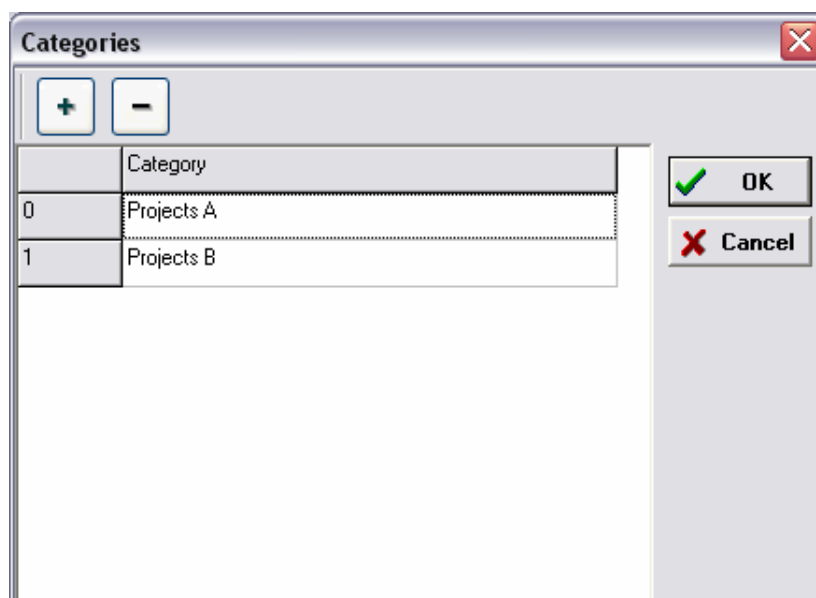 Categories
+ -
Category
0 Projects A
1 Projects B
OK
Cancel